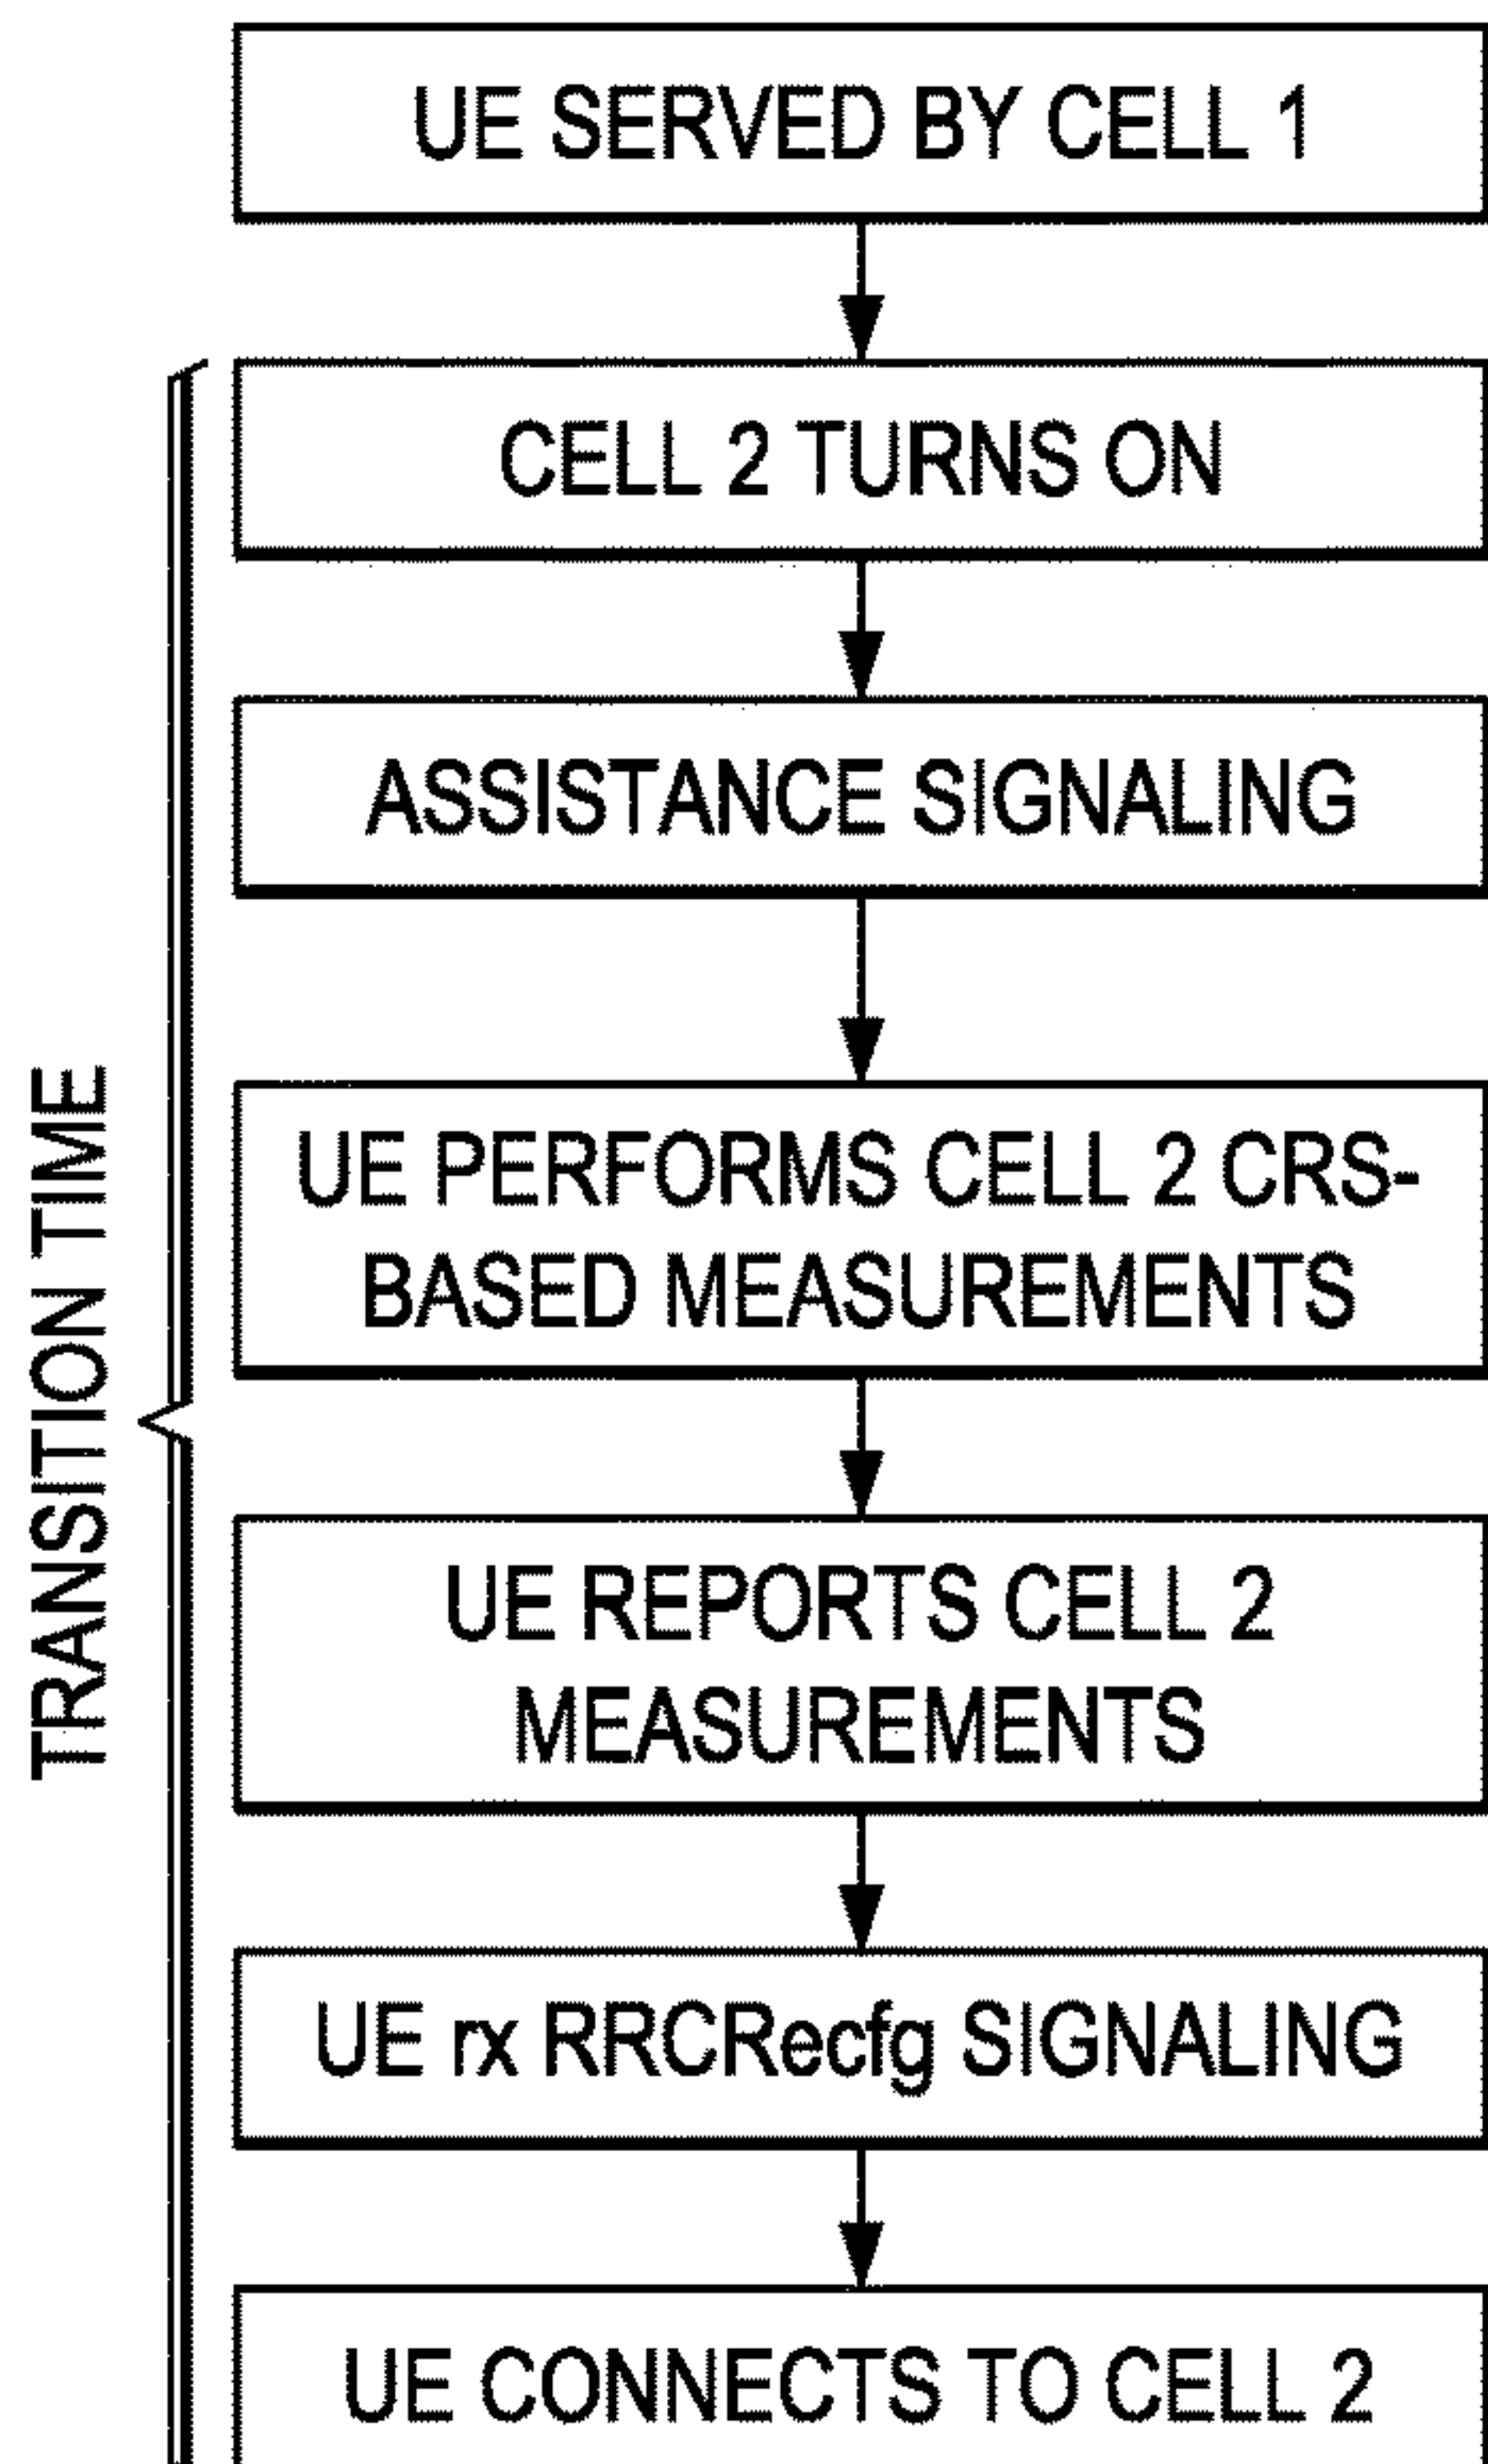 UE SERVED BY CELL 1
CELL 2 TURNS ON
ASSISTANCE SIGNALING
UE PERFORMS CELL 2 CRS-
BASED MEASUREMENTS
UE REPORTS CELL 2
MEASUREMENTS
UE rx RRCRecfg SIGNALING
UE CONNECTS TO CELL 2
TRANSITION TIME